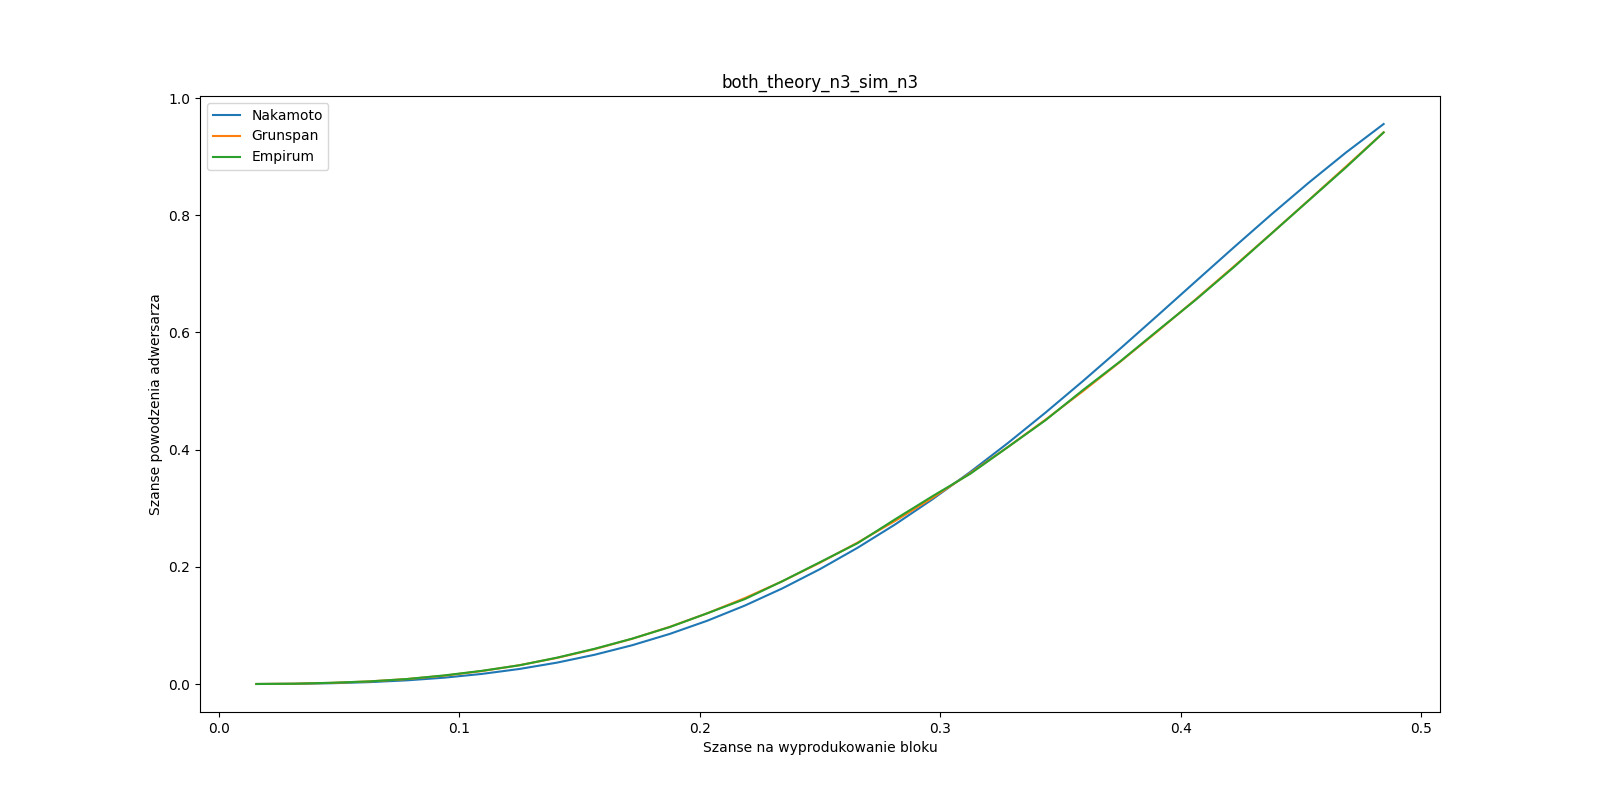 both_theory_n3_sim_n3
Nakamoto
Grunspan
Empirum
1.0
0.8
0.6
0.4
0.2
0.0
Szanse powodzenia adwersarza
0.0 0.1 0.2 0.3 0.4 0.5
Szanse na wyprodukowanie bloku